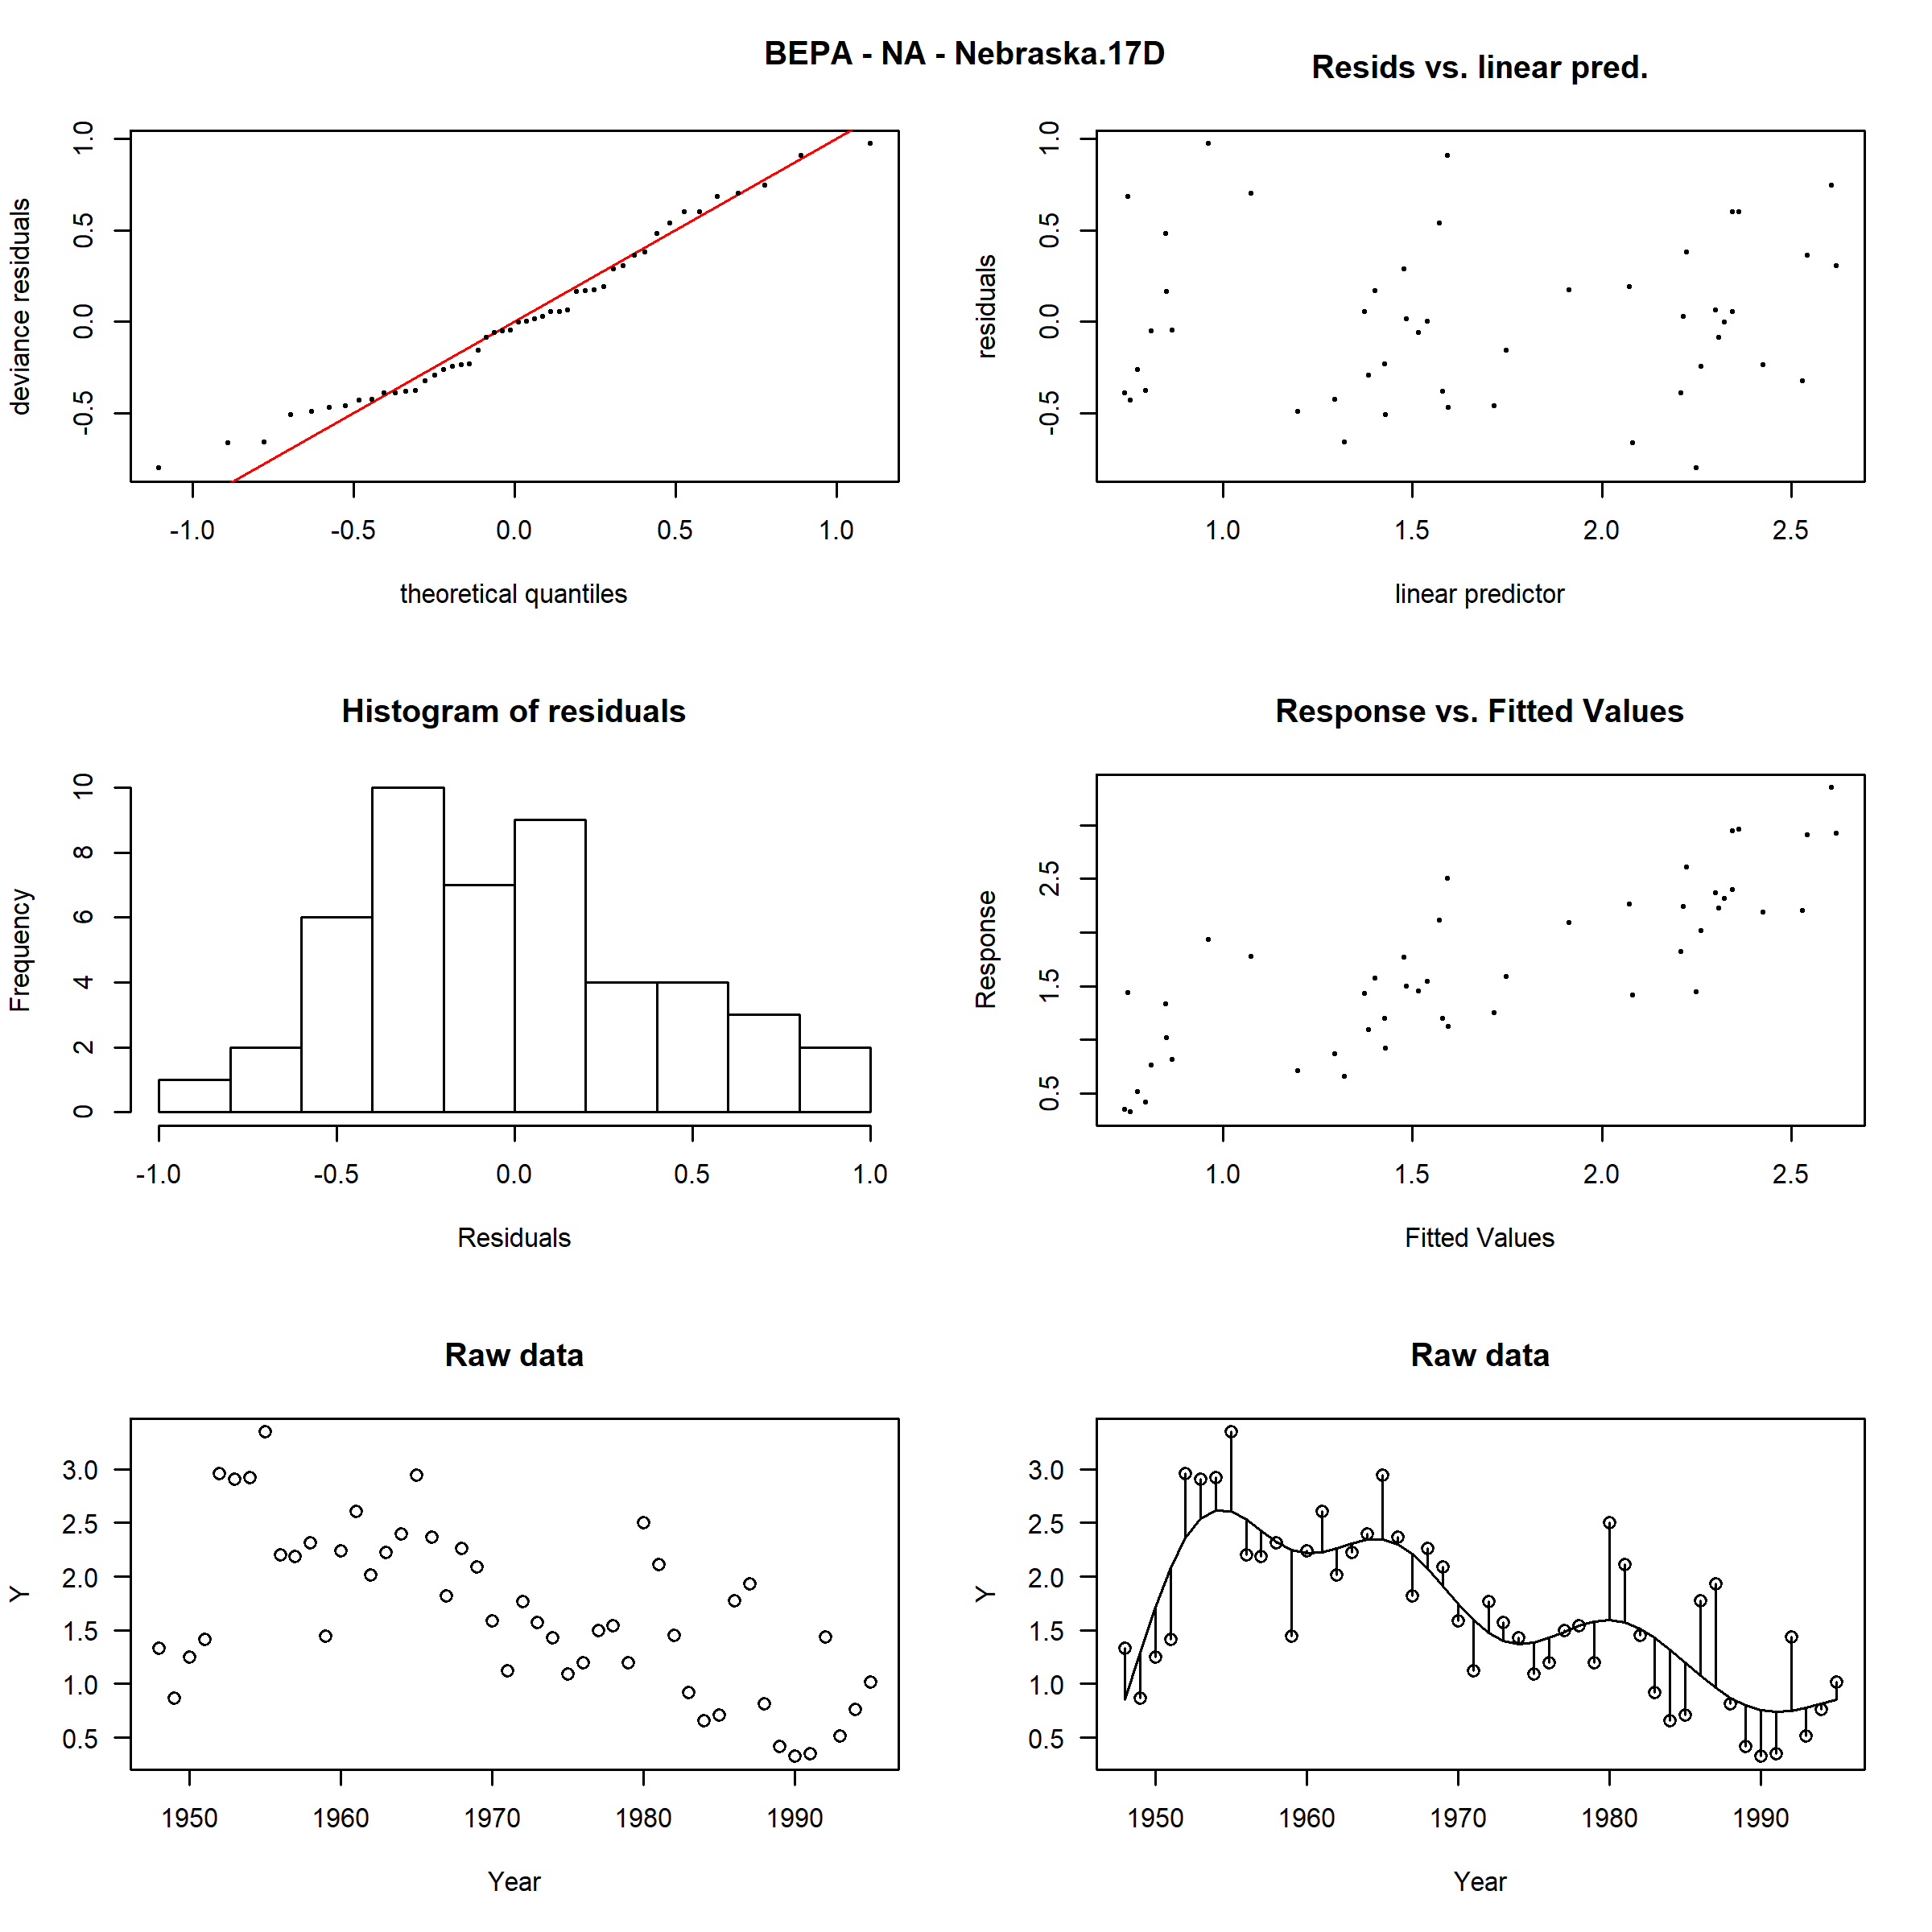 BEPA - NA - Nebraska.17D
Resids vs. linear pred.
deviance residuals
-0.5 0.0 0.5 1.0
-1.0 -0.5 0.0 0.5 1.0
theoretical quantiles
residuals
-0.5 0.0 0.5 1.0
1.0 1.5 2.0 2.5
linear predictor
Histogram of residuals
Frequency
0 2 4 6 8 10
-1.0 -0.5 0.0 0.5 1.0
Residuals
Response vs. Fitted Values
Response
0.5 1.5 2.5
1.0 1.5 2.0 2.5
Fitted Values
Raw data
Y
3.0
2.5
2.0
1.5
1.0
0.5
1950 1960 1970 1980 1990
Year
Raw data
Y
3.0
2.5
2.0
1.5
1.0
0.5
1950 1960 1970 1980 1990
Year